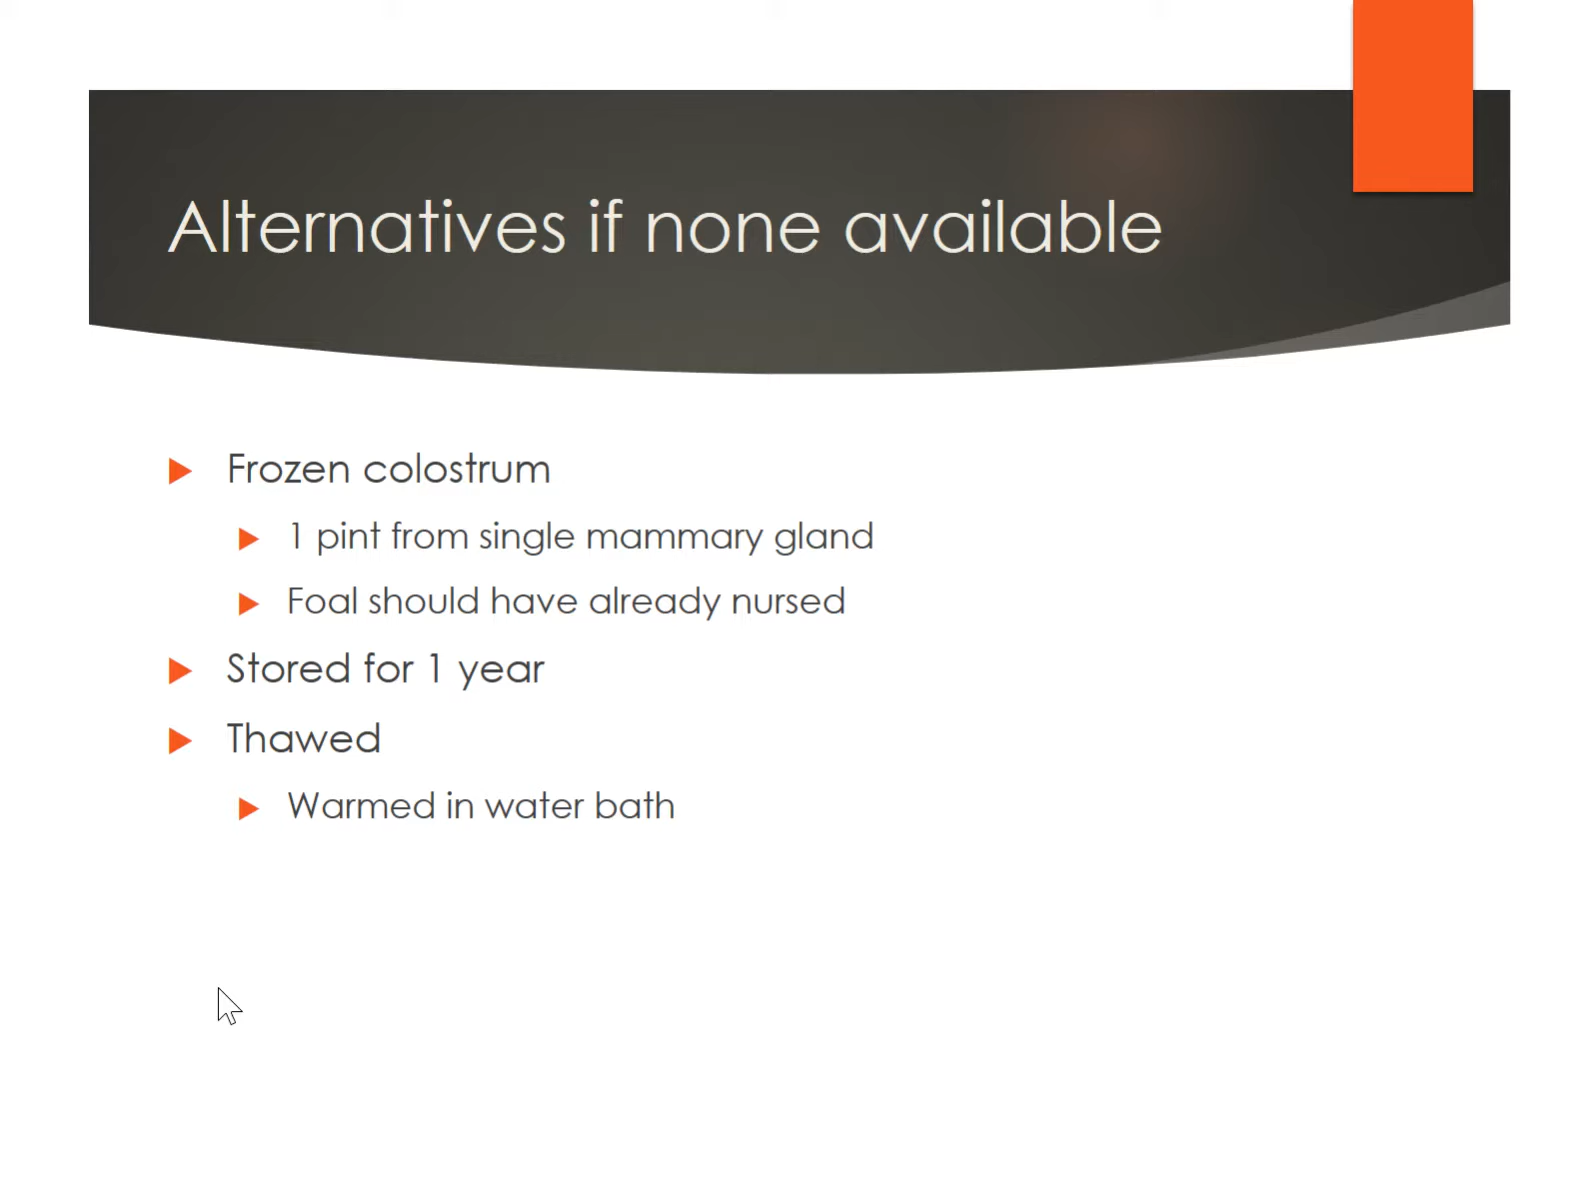 Alternatives if none available
Frozen colostrum
1 pint from single mammary gland
Foal should have already nursed
Stored for 1 year
Thawed
Warmed in water bath